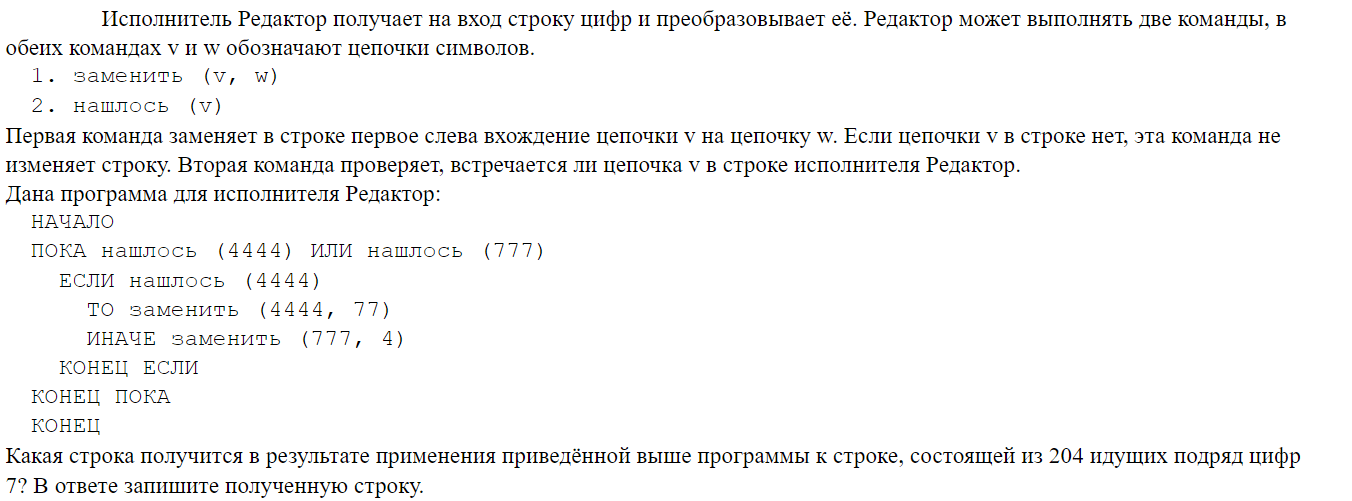 Исполнитель Редактор получает на вход строку цифр и преобразовывает её. Редактор может выполнять две команды, в
обеих командах v и w обозначают цепочки символов.
1. заменить (v, w)
2. нашлось (v)
Первая команда заменяет в строке первое слева вхождение цепочки v на цепочку w. Если цепочки v в строке нет, эта команда не
изменяет строку. Вторая команда проверяет, встречается ли цепочка v в строке исполнителя Редактор.
Дана программа для исполнителя Редактор:
НАЧАЛО
ПОКА нашлось (4444) ИЛИ нашлось (777)
ЕСЛИ нашлось (4444)
ТО заменить (4444, 77)
ИНАЧЕ заменить (777, 4)
КОНЕЦ ЕСЛИ
КОНЕЦ ПОКА
КОНЕЦ
Какая строка получится в результате применения приведённой выше программы к строке, состоящей из 204 идущих подряд цифр
7? В ответе запишите полученную строку.